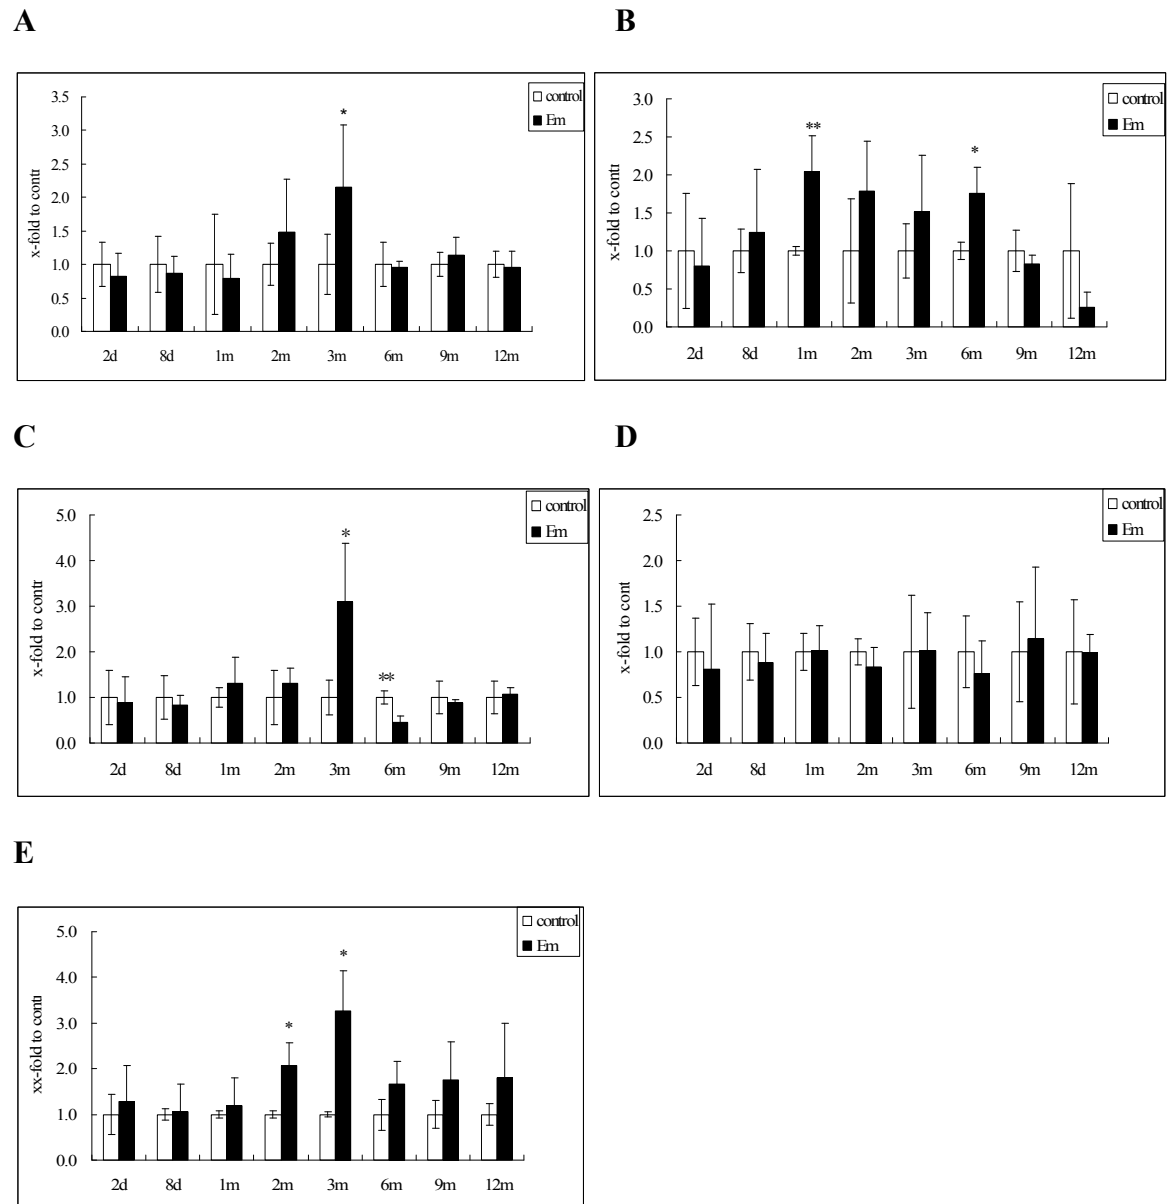 A
B
control
Em
x-fold to contr
3.5
3.0
2.5
2.0
1.5
1.0
0.5
0.0
*
2d 8d 1m 2m 3m 6m 9m 12m
control
Em
x-fold to contr
3.0
2.5
2.0
1.5
1.0
0.5
0.0
** *
2d 8d 1m 2m 3m 6m 9m 12m
C
D
control
Em
x-fold to contr
5.0
4.0
3.0
2.0
1.0
0.0
*
**
2d 8d 1m 2m 3m 6m 9m 12m
control
Em
x-fold to cont
2.5
2.0
1.5
1.0
0.5
0.0
2d 8d 1m 2m 3m 6m 9m 12m
E
control
Em
xx-fold to contr
5.0
4.0
3.0
2.0
1.0
0.0
*
*
2d 8d 1m 2m 3m 6m 9m 12m